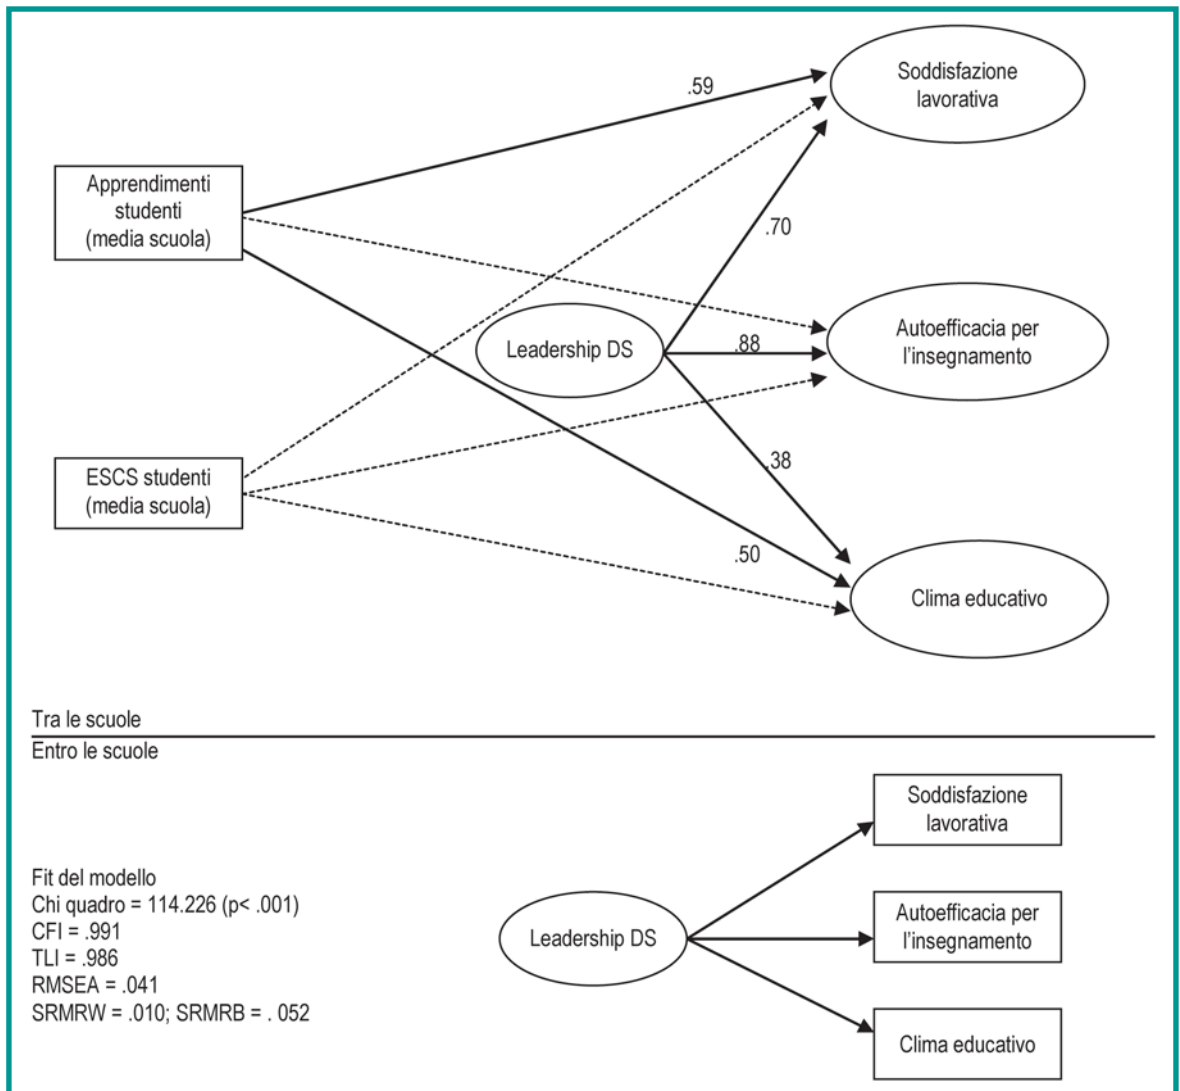 Soddisfazione
lavorativa
.59
Apprendimenti
studenti
(media scuola)
.70
Autoefficacia per
l'insegnamento
Leadership DS
.88
.38
ESCS studenti
(media scuola)
.50
Clima educativo
Tra le scuole
Entro le scuole
Soddisfazione
lavorativa
Fit del modello
Chi quadro = 114.226 (p< .001)
CFI = .991
TLI = .986
RMSEA = .041
SRMRW = .010; SRMRB = . 052
Leadership DS
Autoefficacia per
l'insegnamento
Clima educativo